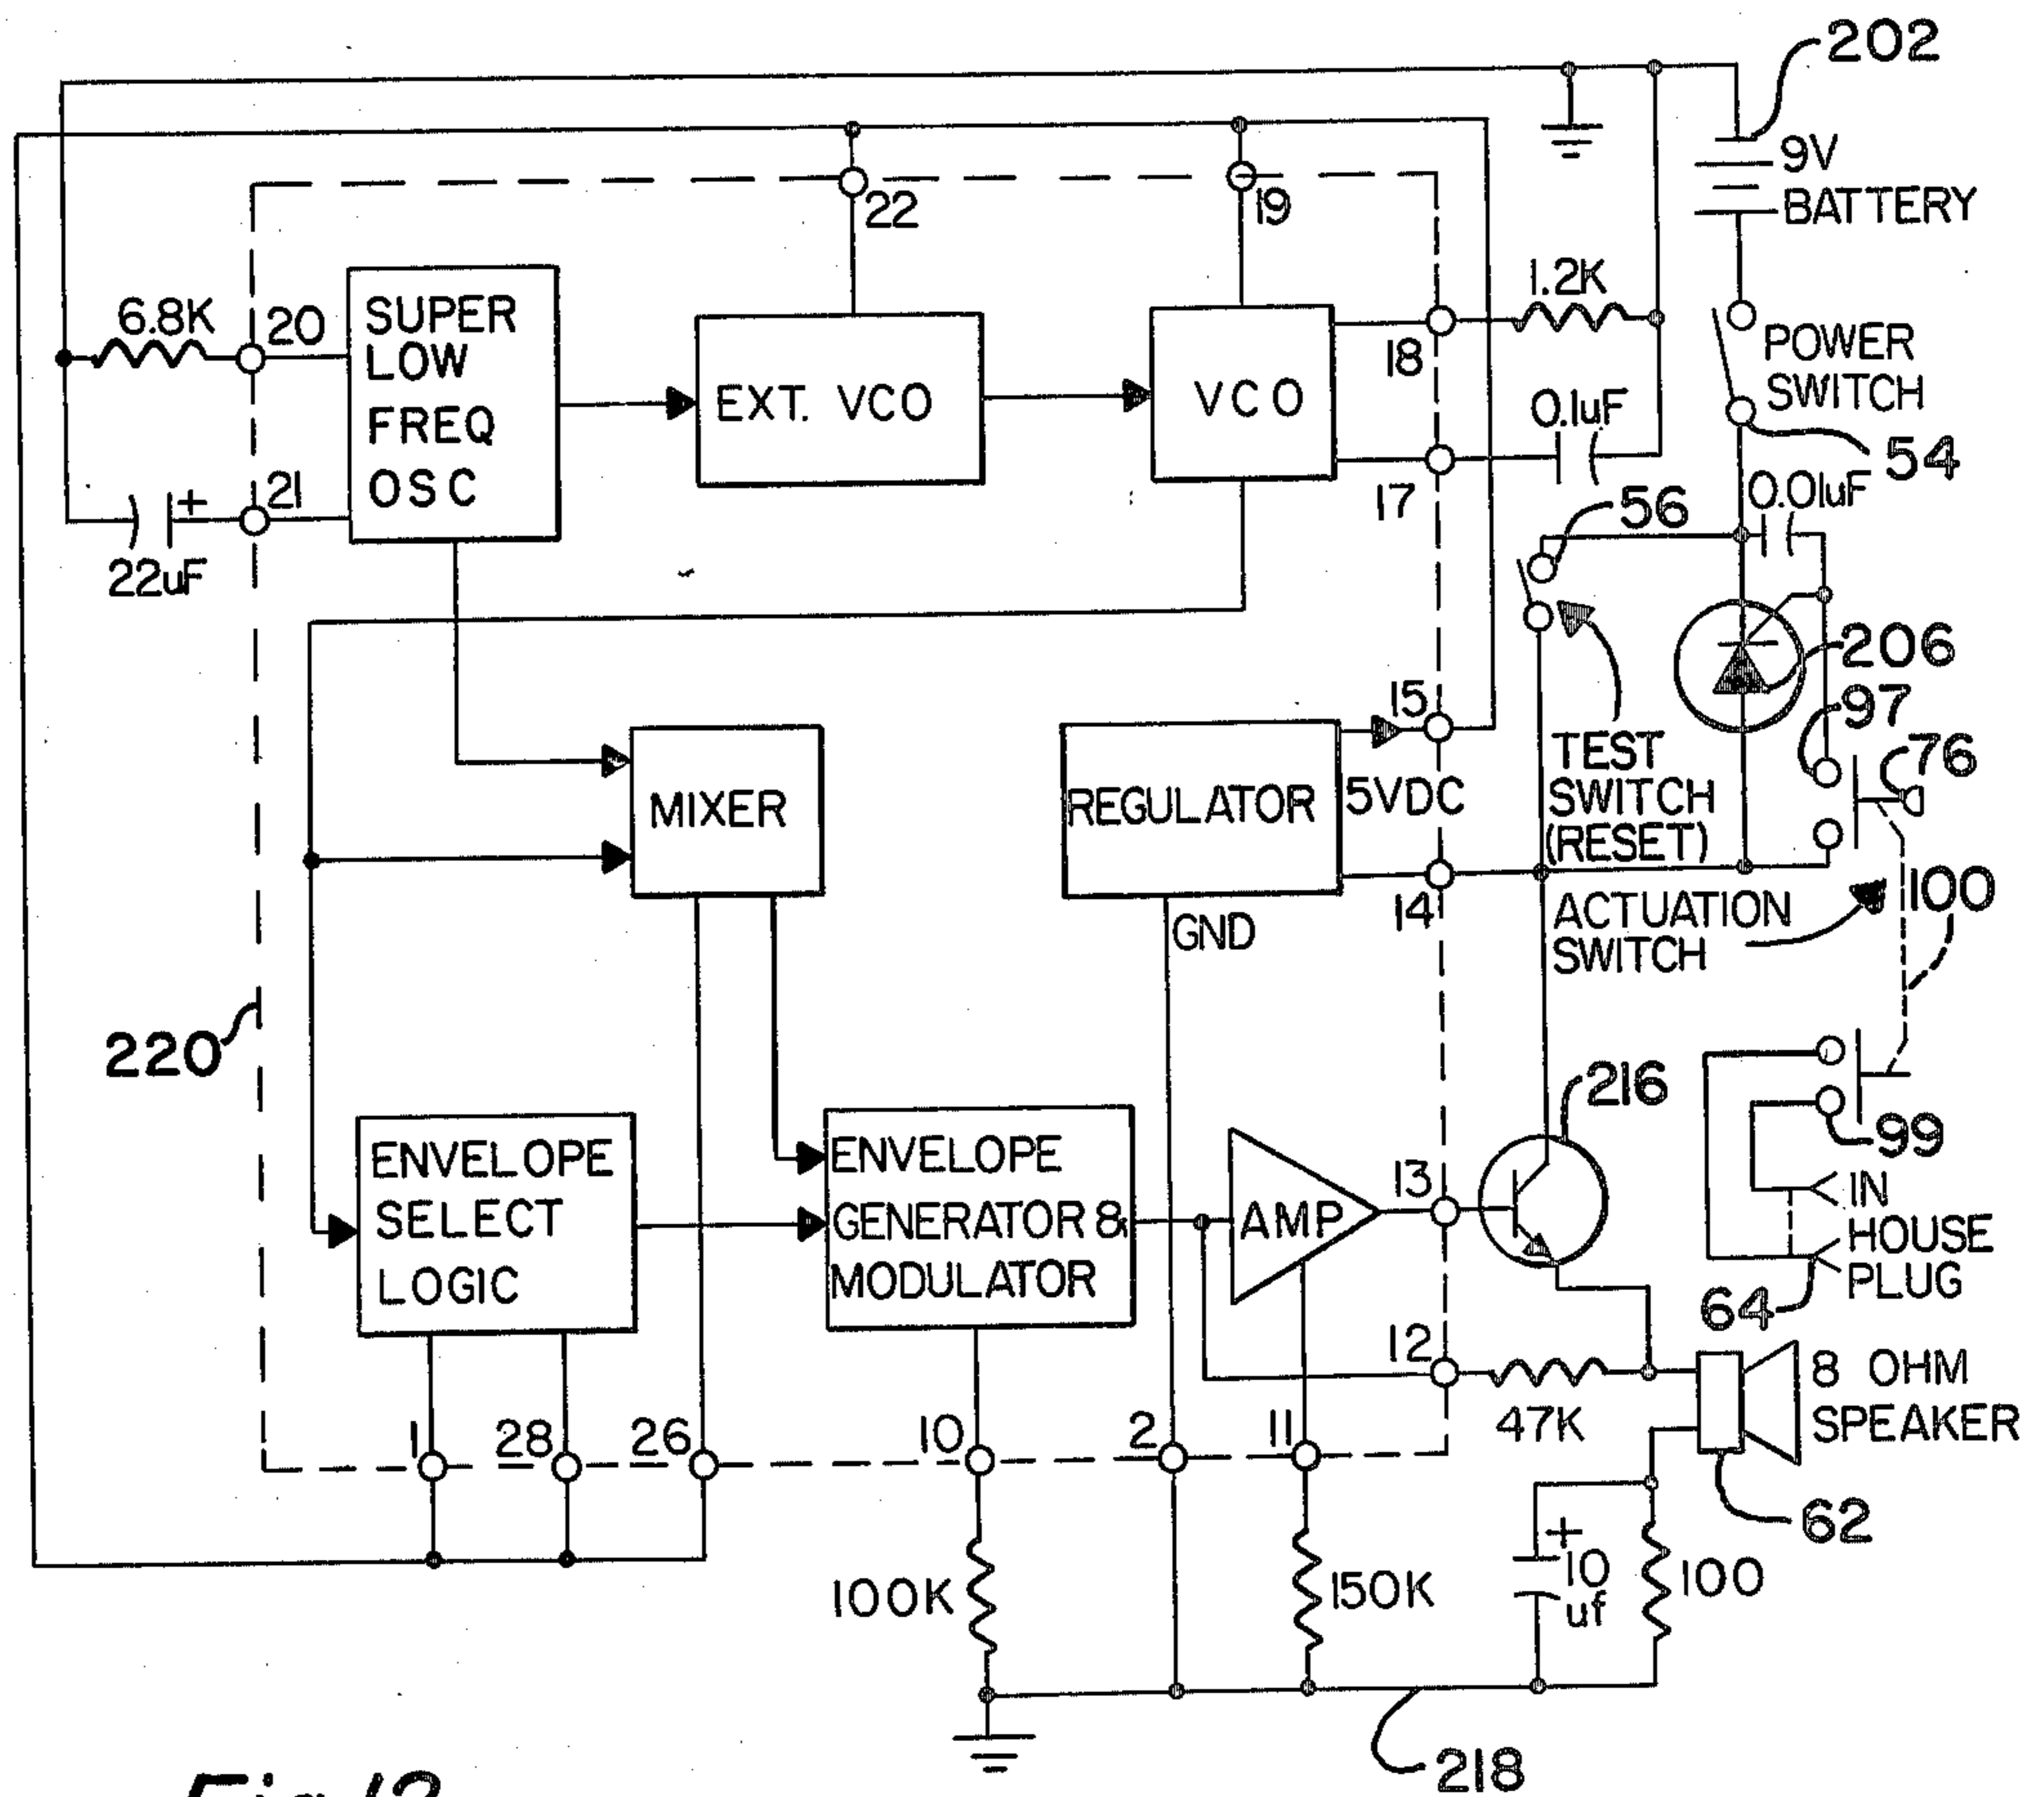 202
9V
BATTERY
22
19
6.8K
20
SUPER
LOW
FREQ
OSC
21
+
22uF
EXT. VCO
VCO
18
1.2K
17
0.1uF
POWER
SWITCH
54
0.01uF
56
206
97
76
TEST
SWITCH
(RESET)
15
5VDC
REGULATOR
14
GND
MIXER
ACTUATION
SWITCH
100
220
216
99
IN
HOUSE
PLUG
64
ENVELOPE
SELECT
LOGIC
ENVELOPE
GENERATOR &
MODULATOR
AMP
13
12
47K
8 OHM
SPEAKER
62
1
28
26
10
2
11
100K
150K
+
10
uf
100
218